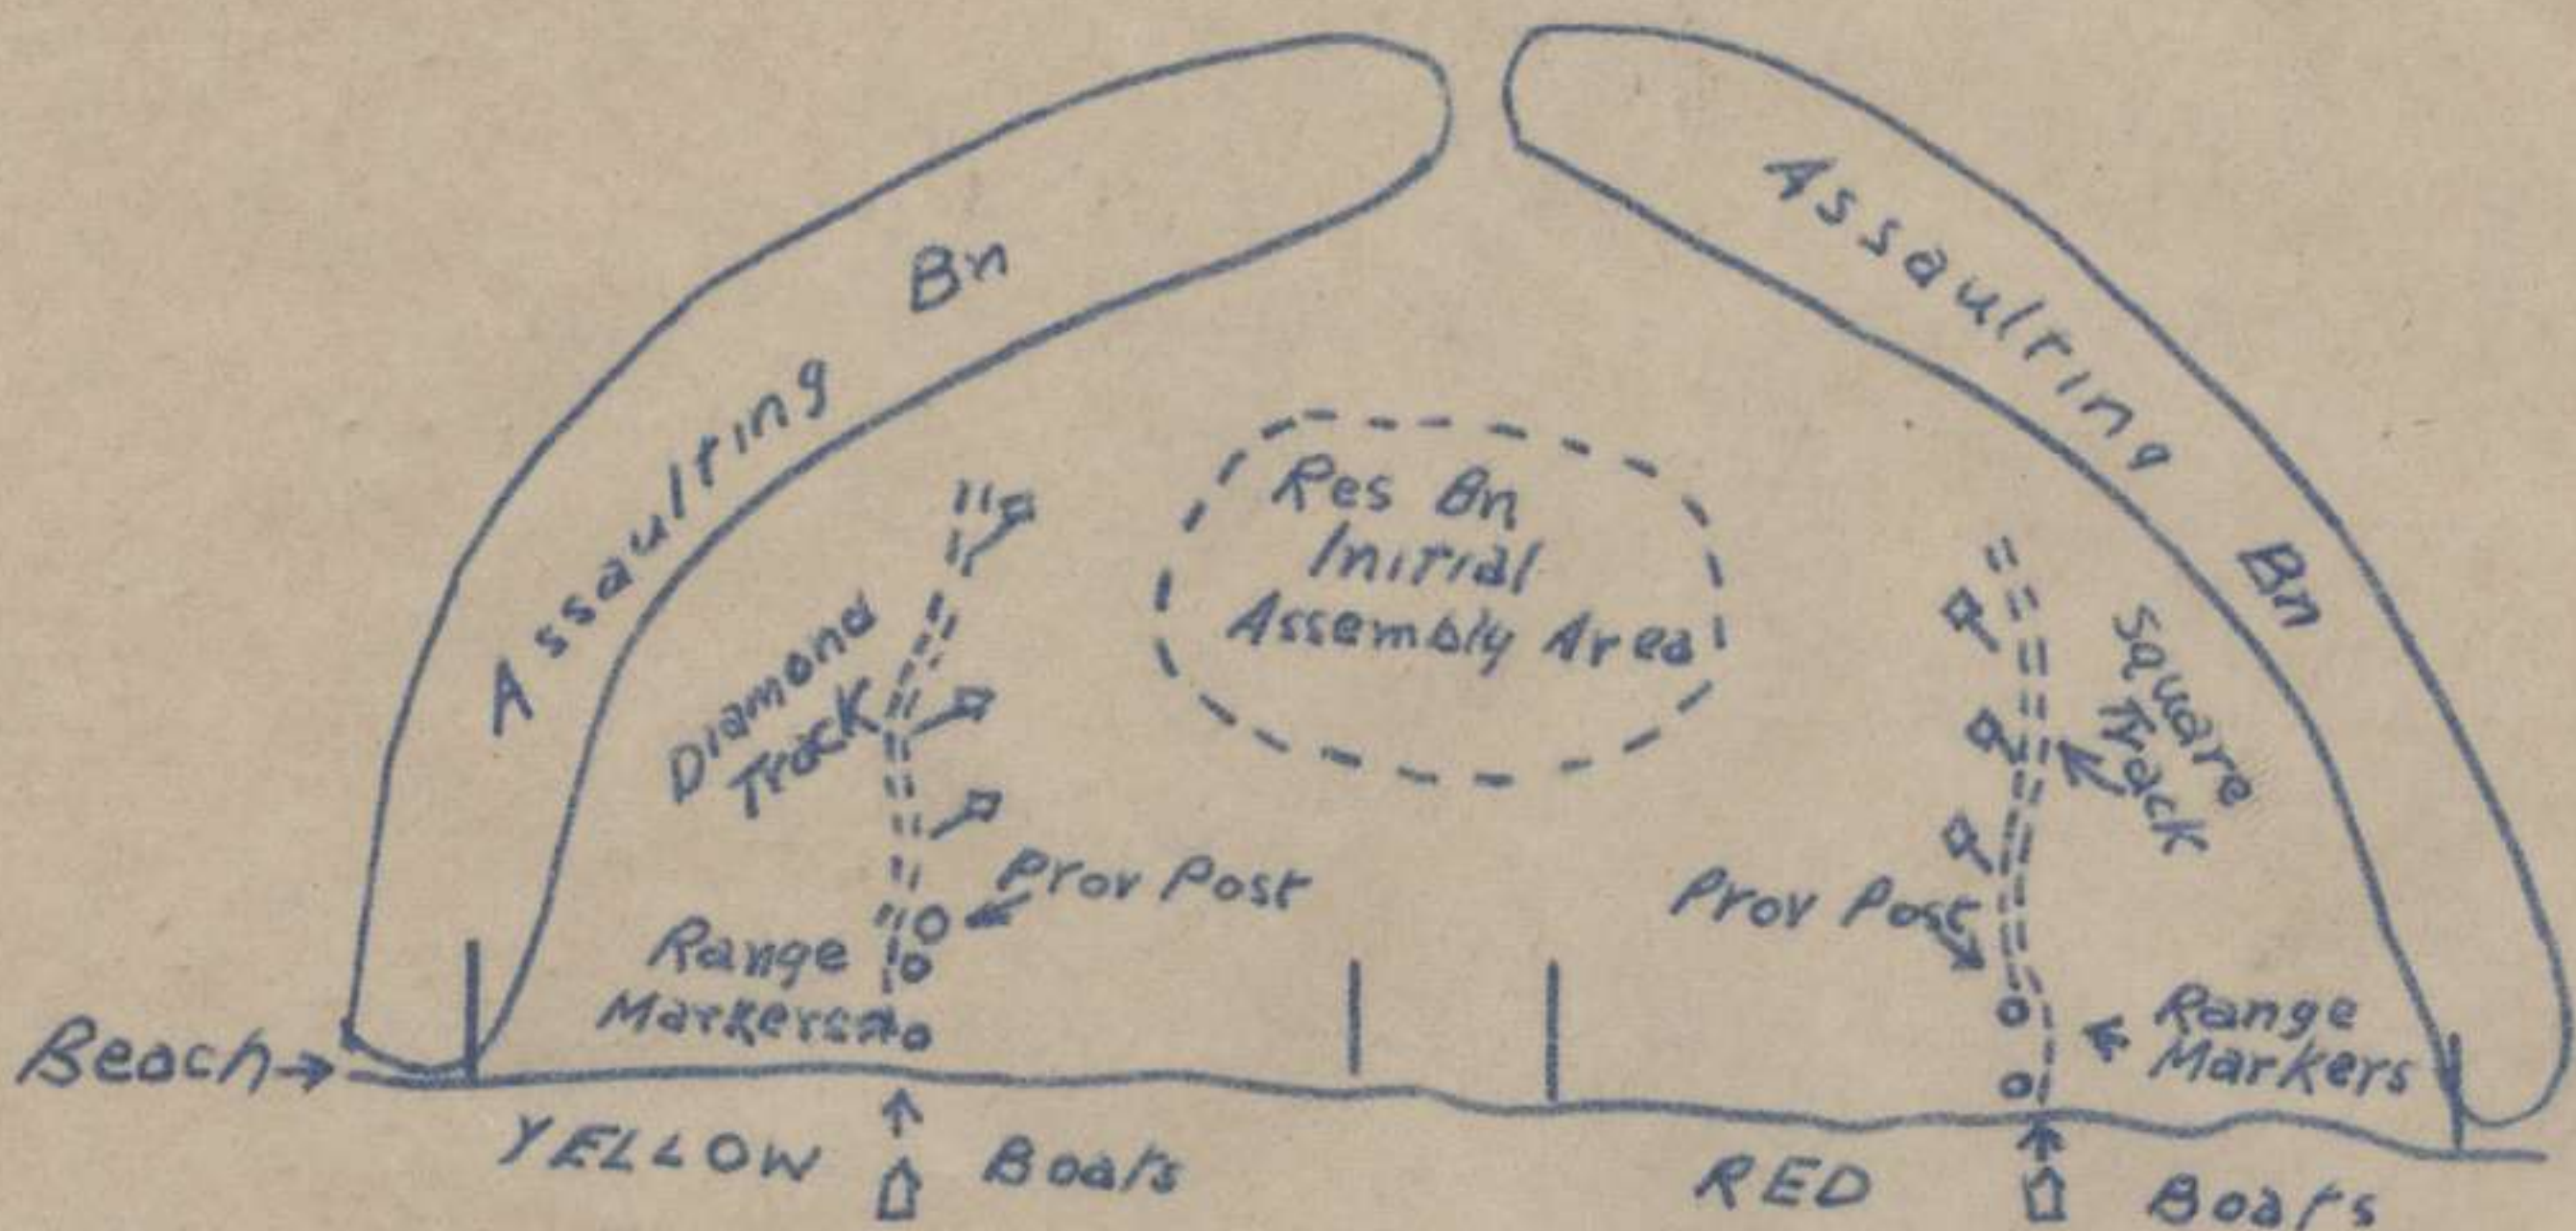 Assaulting Bn
Assaulting Bn
Res Bn
Initial
Assembly Area
Diamond
Track
Square
Track
Prov Post
Prov Post
Range
Markers
Range
Markers
Beach
YELLOW
Boats
RED
Boats